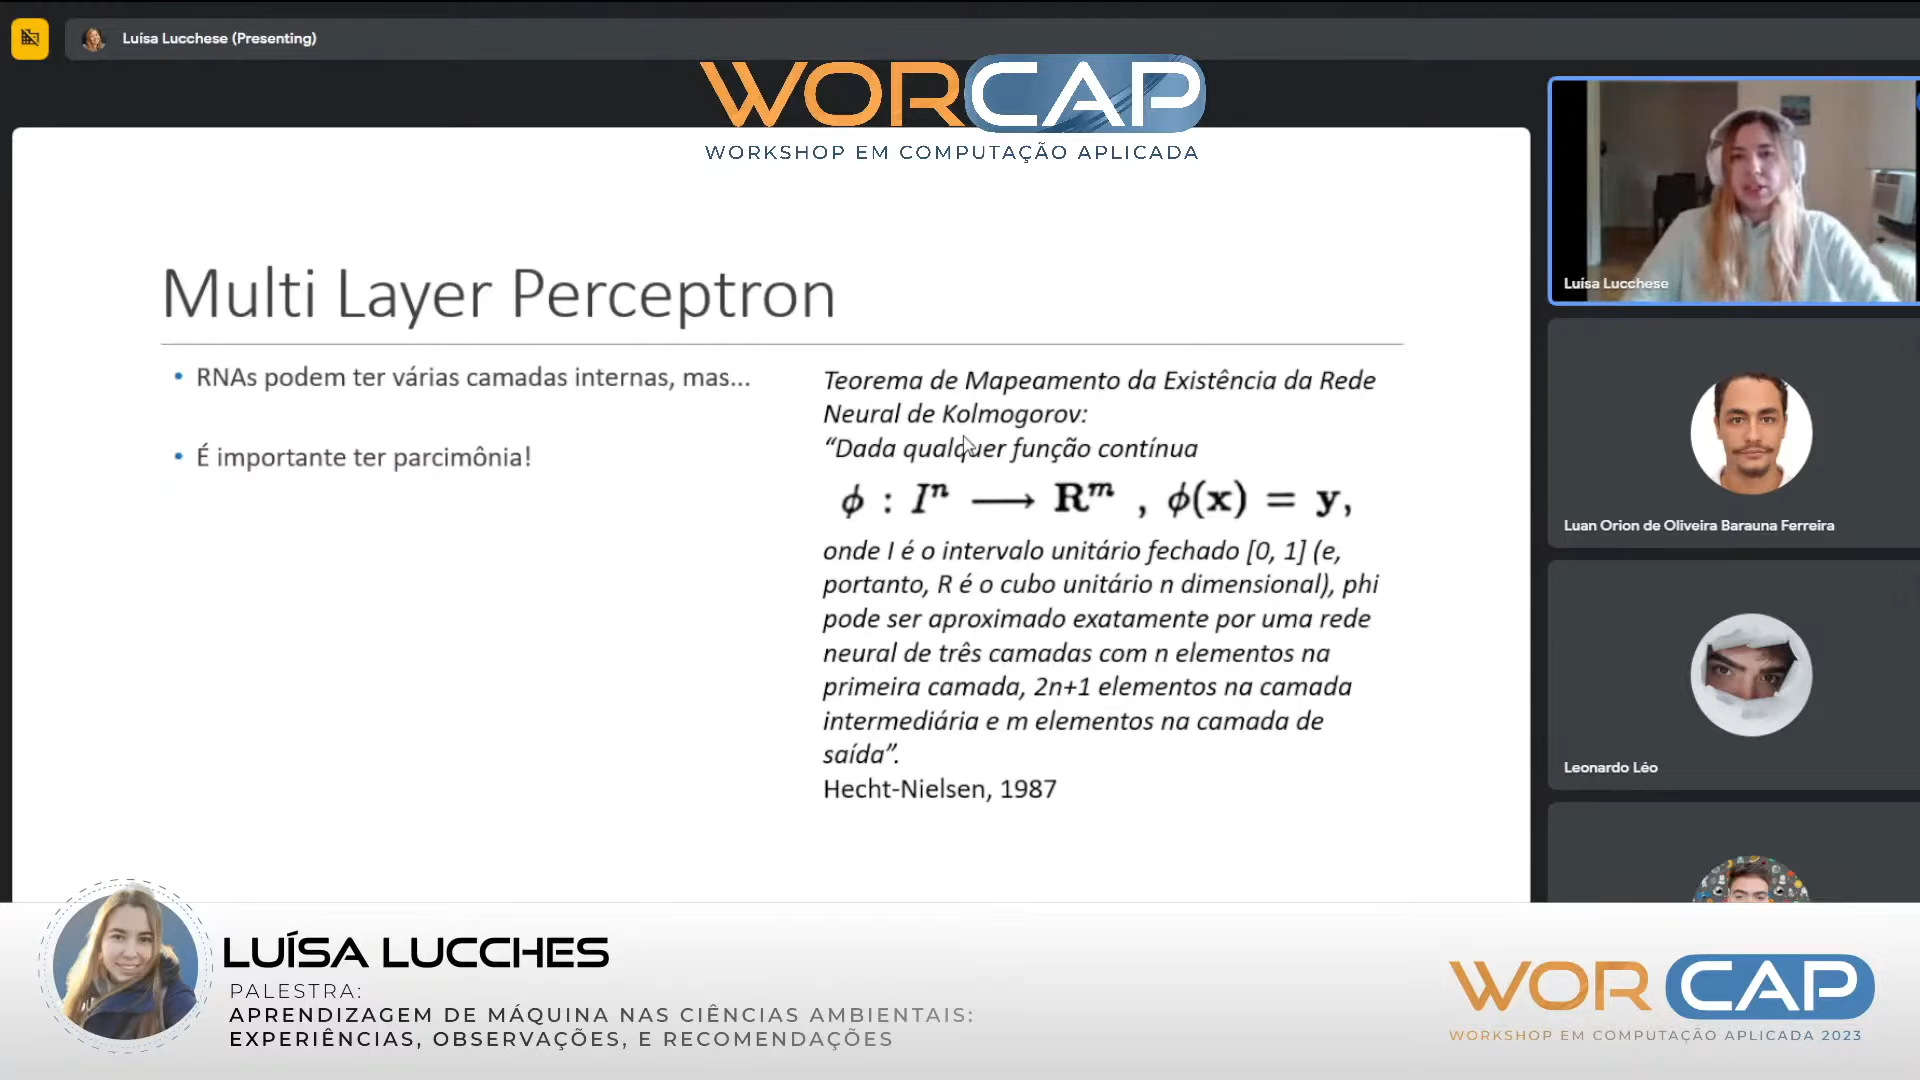 Luísa Lucchese (Presenting)
WORCAP
WORKSHOP EM COMPUTAÇÃO APLICADA
Multi Layer Perceptron
• RNAs podem ter várias camadas internas, mas...
• É importante ter parcimônia!
Teorema de Mapeamento da Existência da Rede
Neural de Kolmogorov:
“Dada qualquer função contínua
ϕ : Iⁿ ⟶ Rᵐ , ϕ(x) = y,
onde I é o intervalo unitário fechado [0, 1] (e,
portanto, R é o cubo unitário n dimensional), phi
pode ser aproximado exatamente por uma rede
neural de três camadas com n elementos na
primeira camada, 2n+1 elementos na camada
intermediária e m elementos na camada de
saída”.
Hecht-Nielsen, 1987
Luísa Lucchese
Luan Orion de Oliveira Barauna Ferreira
Leonardo Léo
LUÍSA LUCCHES
PALESTRA:
APRENDIZAGEM DE MÁQUINA NAS CIÊNCIAS AMBIENTAIS:
EXPERIÊNCIAS, OBSERVAÇÕES, E RECOMENDAÇÕES
WORCAP
WORKSHOP EM COMPUTAÇÃO APLICADA 2023